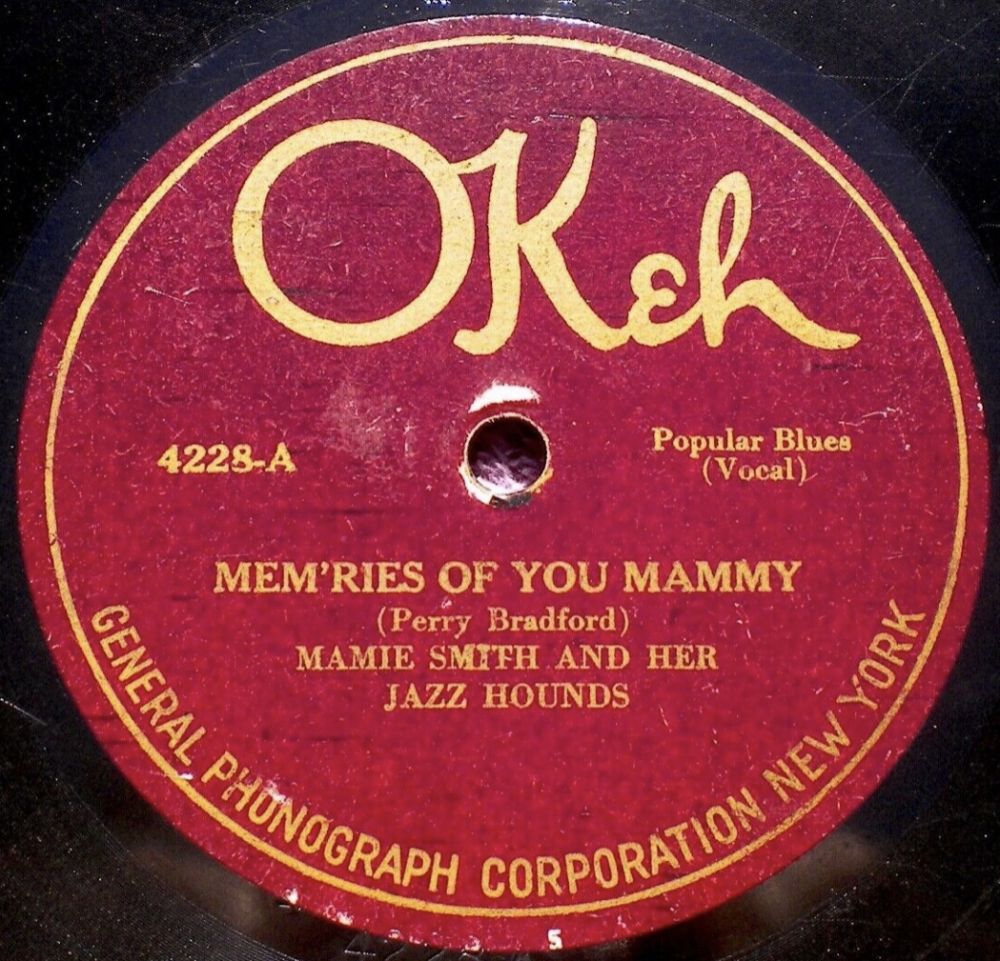 OKeh
4228-A
Popular Blues
(Vocal)
MEM'RIES OF YOU MAMMY
(Perry Bradford)
MAMIE SMITH AND HER
JAZZ HOUNDS
GENERAL PHONOGRAPH CORPORATION NEW YORK
5